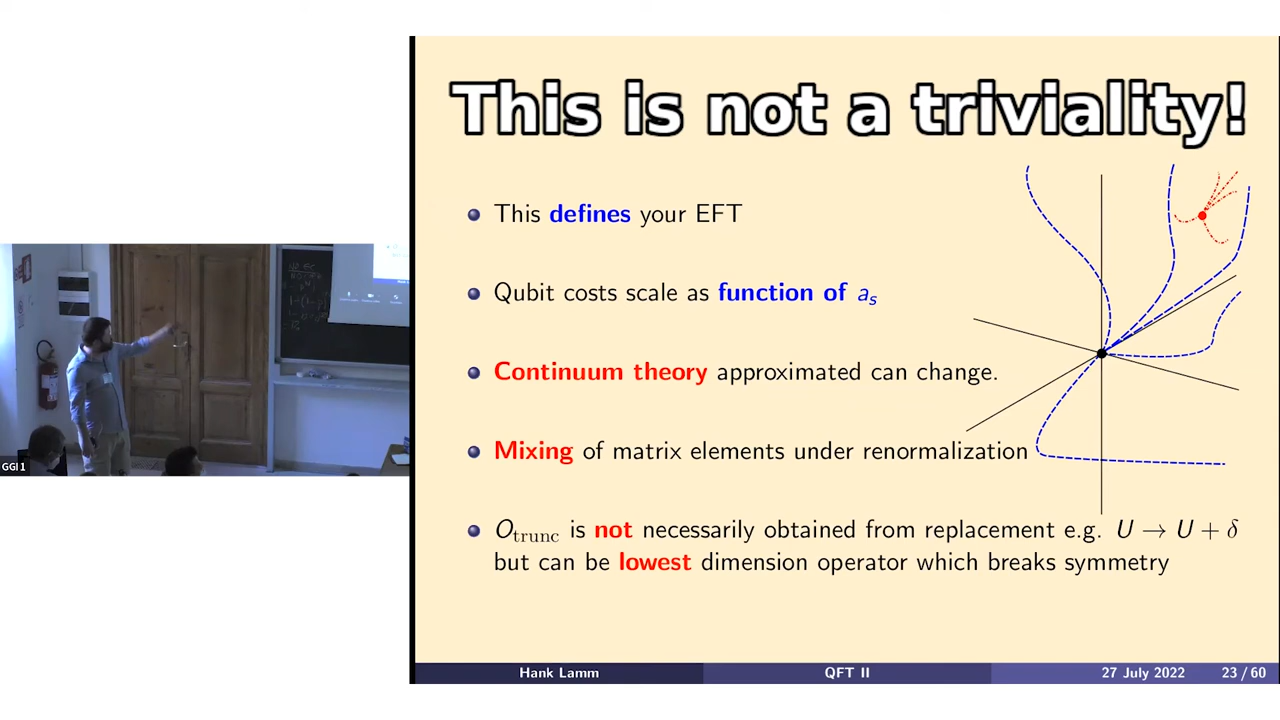 This is not a triviality!
This defines your EFT
Qubit costs scale as function of aₛ
Continuum theory approximated can change.
Mixing of matrix elements under renormalization
O_trunc is not necessarily obtained from replacement e.g. U → U + δ
but can be lowest dimension operator which breaks symmetry
GGI 1
Hank Lamm
QFT II
27 July 2022
23 / 60